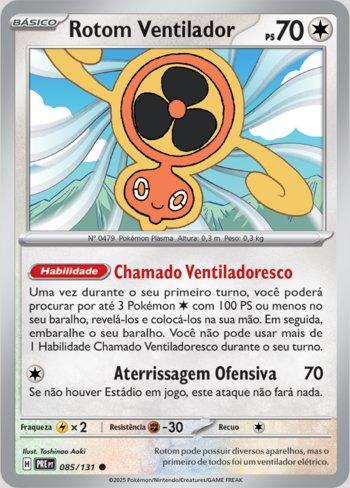 BÁSICO
Rotom Ventilador PS 70
Nº 0479 Pokémon Plasma Altura: 0,3 m Peso: 0,3 kg
Habilidade Chamado Ventiladoresco
Uma vez durante o seu primeiro turno, você poderá
procurar por até 3 Pokémon com 100 PS ou menos no
seu baralho, revelá-los e colocá-los na sua mão. Em seguida,
embaralhe o seu baralho. Você não pode usar mais de
1 Habilidade Chamado Ventiladoresco durante o seu turno.
Aterrissagem Ofensiva 70
Se não houver Estádio em jogo, este ataque não fará nada.
Fraqueza ×2 Resistência -30 Recuo
Ilust. Toshinao Aoki
H PRE PT 085/131
Rotom pode possuir diversos aparelhos, mas o
primeiro de todos foi um ventilador elétrico.
©2025 Pokémon/Nintendo/Creatures/GAME FREAK